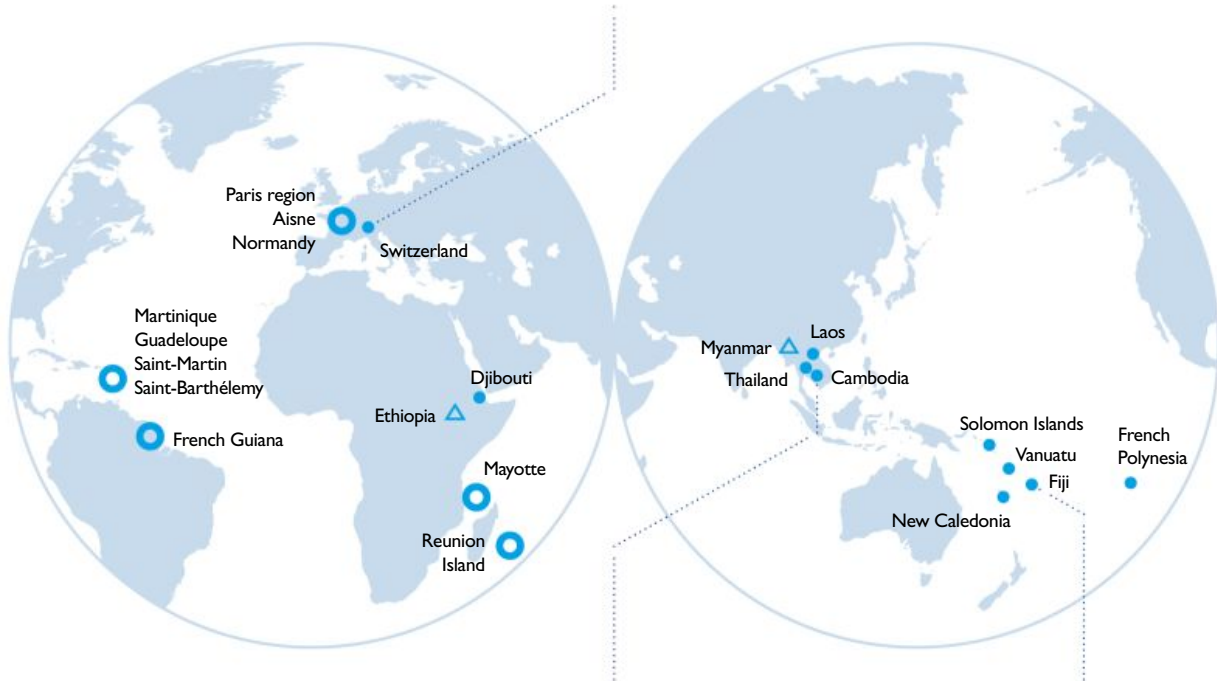 Paris region
Aisne
Normandy
Switzerland
Martinique
Guadeloupe
Saint-Martin
Saint-Barthélemy
French Guiana
Djibouti
Ethiopia
Mayotte
Reunion
Island
Laos
Myanmar
Thailand
Cambodia
Solomon Islands
Vanuatu
Fiji
French
Polynesia
New Caledonia